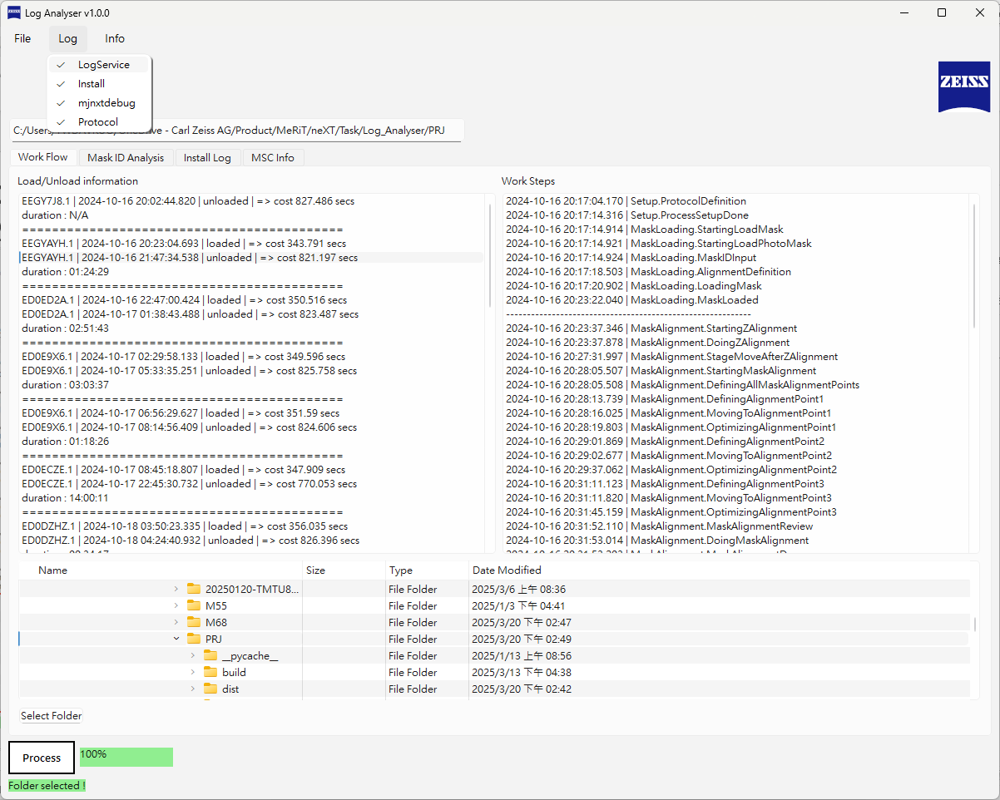 Log Analyser v1.0.0
File Log Info
LogService
Install
mjnxtdebug
Protocol
ZEISS
C:/Users/ - Carl Zeiss AG/Product/MeRiT/neXT/Task/Log_Analyser/PRJ
Work Flow Mask ID Analysis Install Log MSC Info
Load/Unload information
EEGY7J8.1 | 2024-10-16 20:02:44.820 | unloaded | => cost 827.486 secs
duration : N/A
==========================================
EEGYAYH.1 | 2024-10-16 20:23:04.693 | loaded | => cost 343.791 secs
EEGYAYH.1 | 2024-10-16 21:47:34.538 | unloaded | => cost 821.197 secs
duration : 01:24:29
==========================================
ED0ED2A.1 | 2024-10-16 22:47:00.424 | loaded | => cost 350.516 secs
ED0ED2A.1 | 2024-10-17 01:38:43.488 | unloaded | => cost 823.487 secs
duration : 02:51:43
==========================================
ED0E9X6.1 | 2024-10-17 02:29:58.133 | loaded | => cost 349.596 secs
ED0E9X6.1 | 2024-10-17 05:33:35.251 | unloaded | => cost 825.758 secs
duration : 03:03:37
==========================================
ED0E9X6.1 | 2024-10-17 06:56:29.627 | loaded | => cost 351.59 secs
ED0E9X6.1 | 2024-10-17 08:14:56.409 | unloaded | => cost 824.606 secs
duration : 01:18:26
==========================================
ED0ECZE.1 | 2024-10-17 08:45:18.807 | loaded | => cost 347.909 secs
ED0ECZE.1 | 2024-10-17 22:45:30.732 | unloaded | => cost 770.053 secs
duration : 14:00:11
==========================================
ED0DZHZ.1 | 2024-10-18 03:50:23.335 | loaded | => cost 356.035 secs
ED0DZHZ.1 | 2024-10-18 04:24:40.932 | unloaded | => cost 826.396 secs
Work Steps
2024-10-16 20:17:04.170 | Setup.ProtocolDefinition
2024-10-16 20:17:14.316 | Setup.ProcessSetupDone
2024-10-16 20:17:14.914 | MaskLoading.StartingLoadMask
2024-10-16 20:17:14.921 | MaskLoading.StartingLoadPhotoMask
2024-10-16 20:17:14.924 | MaskLoading.MaskIDInput
2024-10-16 20:17:18.503 | MaskLoading.AlignmentDefinition
2024-10-16 20:17:20.902 | MaskLoading.LoadingMask
2024-10-16 20:23:22.040 | MaskLoading.MaskLoaded
---------------------------------------------------------
2024-10-16 20:23:37.346 | MaskAlignment.StartingZAlignment
2024-10-16 20:23:37.878 | MaskAlignment.DoingZAlignment
2024-10-16 20:27:31.997 | MaskAlignment.StageMoveAfterZAlignment
2024-10-16 20:28:05.507 | MaskAlignment.StartingMaskAlignment
2024-10-16 20:28:05.508 | MaskAlignment.DefiningAllMaskAlignmentPoints
2024-10-16 20:28:13.739 | MaskAlignment.DefiningAlignmentPoint1
2024-10-16 20:28:16.025 | MaskAlignment.MovingToAlignmentPoint1
2024-10-16 20:28:19.803 | MaskAlignment.OptimizingAlignmentPoint1
2024-10-16 20:29:01.869 | MaskAlignment.DefiningAlignmentPoint2
2024-10-16 20:29:02.677 | MaskAlignment.MovingToAlignmentPoint2
2024-10-16 20:29:37.062 | MaskAlignment.OptimizingAlignmentPoint2
2024-10-16 20:31:11.123 | MaskAlignment.DefiningAlignmentPoint3
2024-10-16 20:31:11.820 | MaskAlignment.MovingToAlignmentPoint3
2024-10-16 20:31:45.159 | MaskAlignment.OptimizingAlignmentPoint3
2024-10-16 20:31:52.110 | MaskAlignment.MaskAlignmentReview
2024-10-16 20:31:53.014 | MaskAlignment.DoingMaskAlignment
Name Size Type Date Modified
20250120-TMTU8... File Folder 2025/3/6 上午 08:36
M55 File Folder 2025/1/3 下午 04:41
M68 File Folder 2025/3/20 下午 02:47
PRJ File Folder 2025/3/20 下午 02:49
__pycache__ File Folder 2025/1/13 上午 08:56
build File Folder 2025/3/13 下午 04:38
dist File Folder 2025/3/20 下午 02:42
Select Folder
Process 100%
Folder selected !